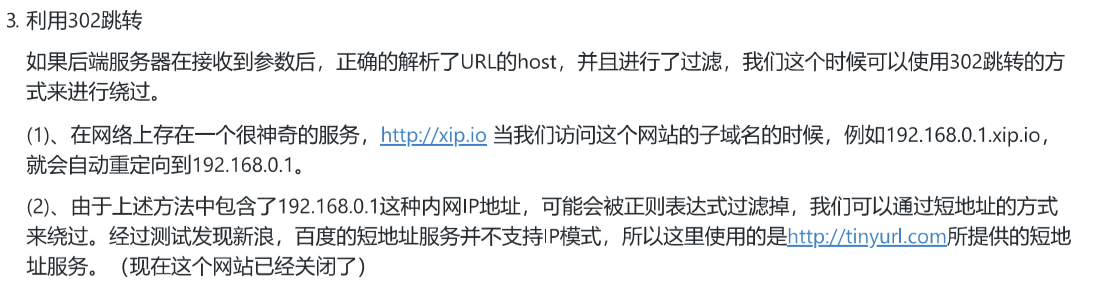 3. 利用302跳转
如果后端服务器在接收到参数后，正确的解析了URL的host，并且进行了过滤，我们这个时候可以使用302跳转的方
式来进行绕过。
(1)、在网络上存在一个很神奇的服务，http://xip.io 当我们访问这个网站的子域名的时候，例如192.168.0.1.xip.io，
就会自动重定向到192.168.0.1。
(2)、由于上述方法中包含了192.168.0.1这种内网IP地址，可能会被正则表达式过滤掉，我们可以通过短地址的方式
来绕过。经过测试发现新浪，百度的短地址服务并不支持IP模式，所以这里使用的是http://tinyurl.com所提供的短地
址服务。（现在这个网站已经关闭了）